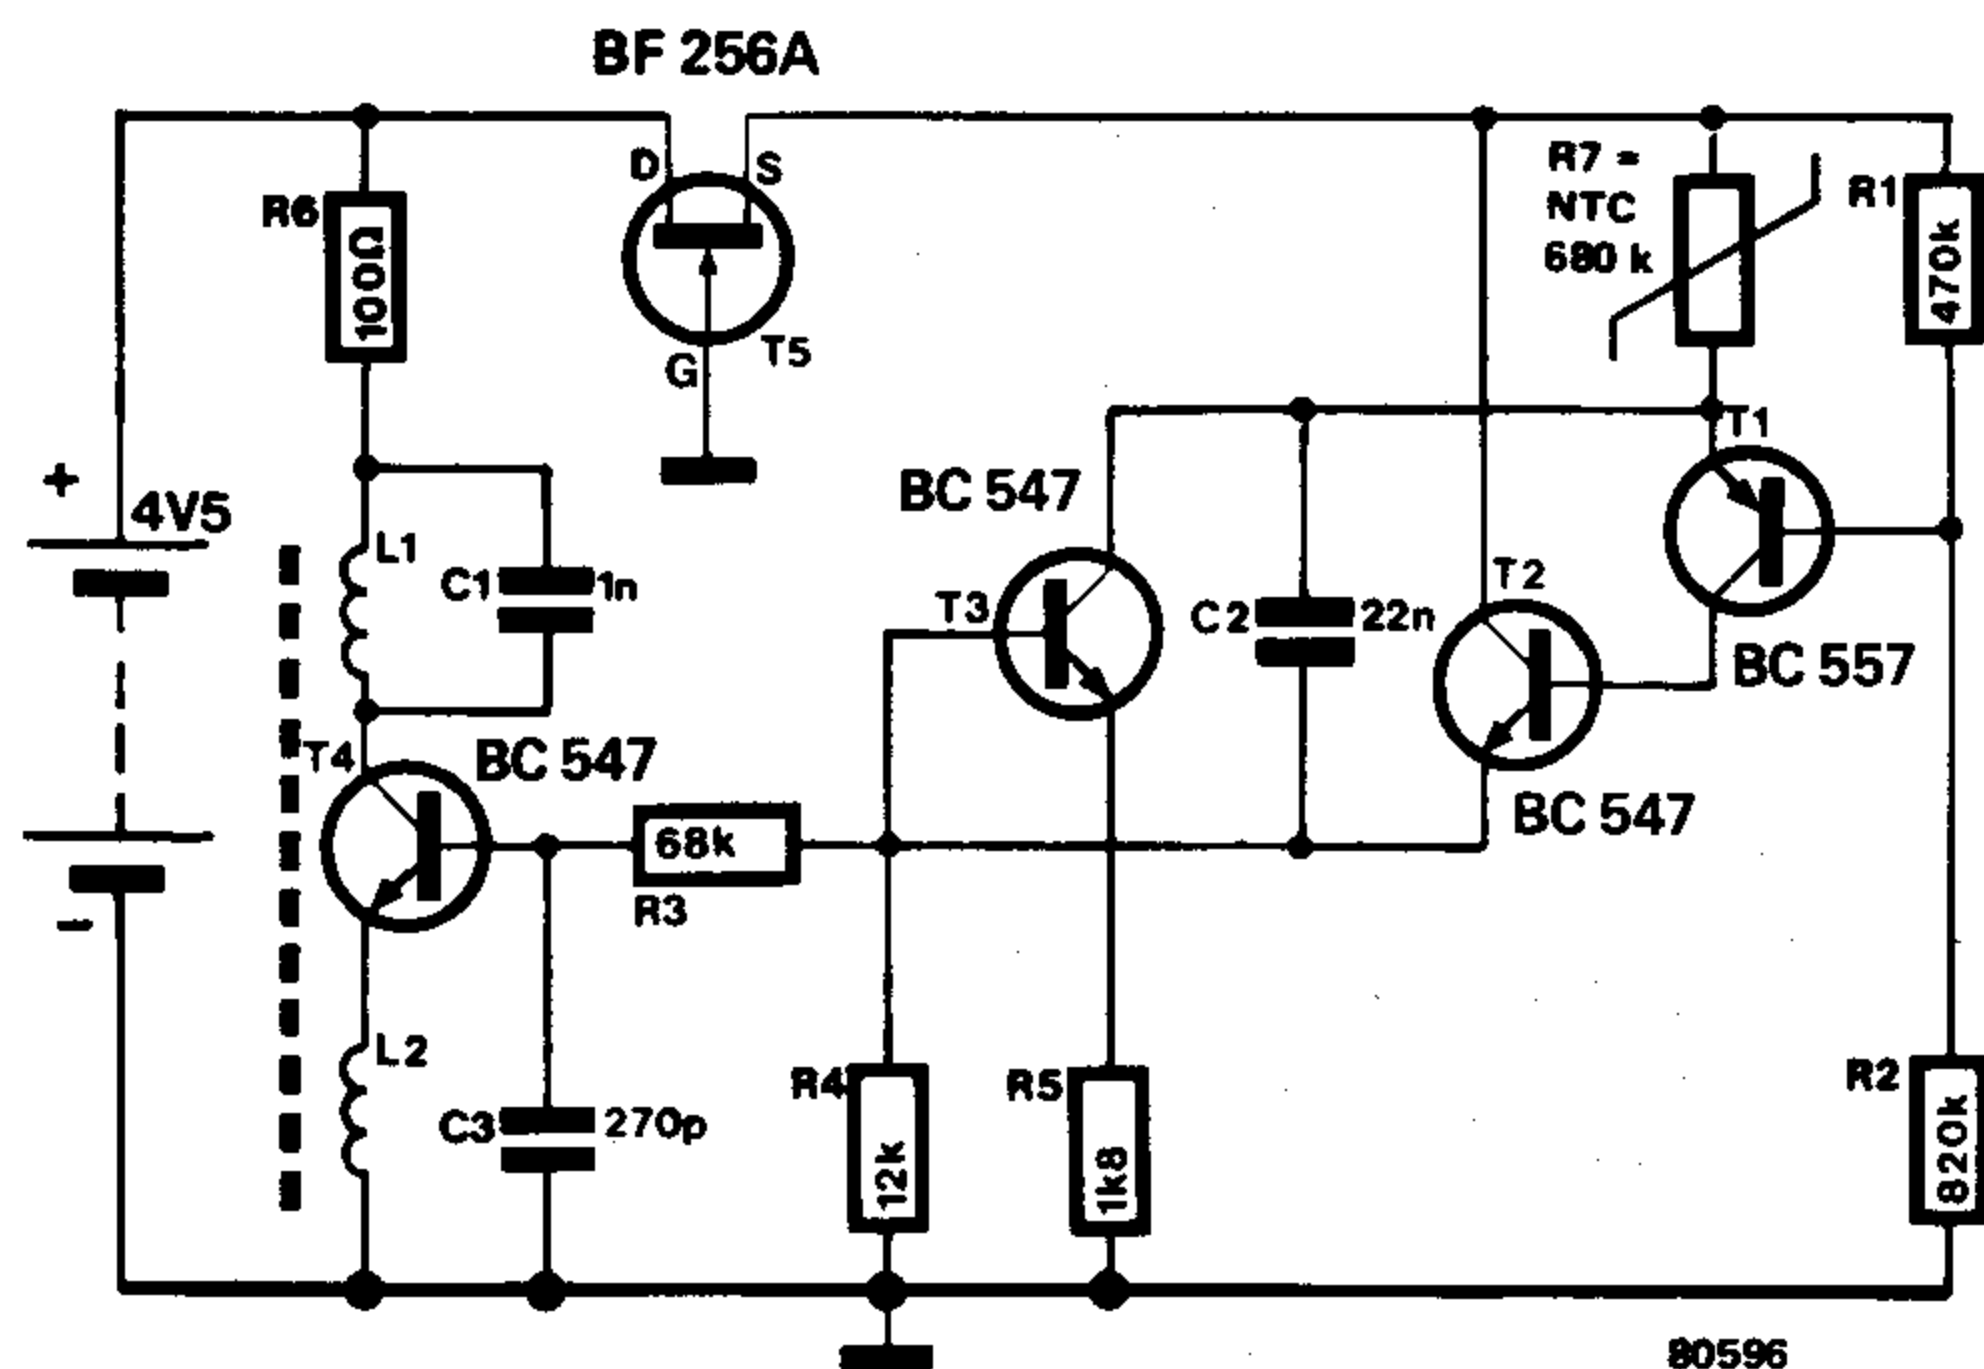 BF 256A
D
S
G
T5
R6
100Ω
R7 =
NTC
680 k
R1
470k
+
4V5
L1
C1
1n
BC 547
T3
C2
22n
T2
T1
BC 557
BC 547
T4
BC 547
68k
R3
-
L2
C3
270p
R4
12k
R5
1k8
R2
820k
80596